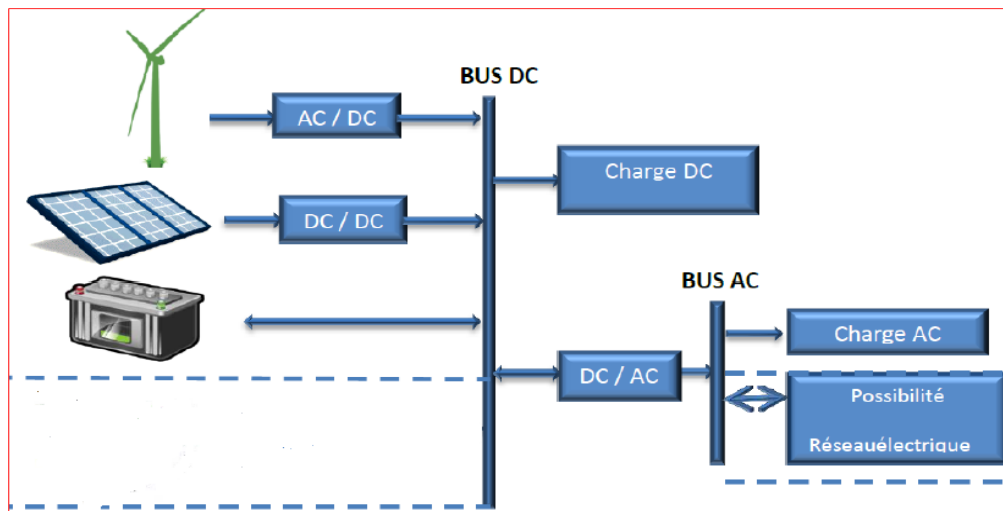 BUS DC
AC / DC
Charge DC
DC / DC
BUS AC
Charge AC
DC / AC
Possibilité
Réseauélectrique